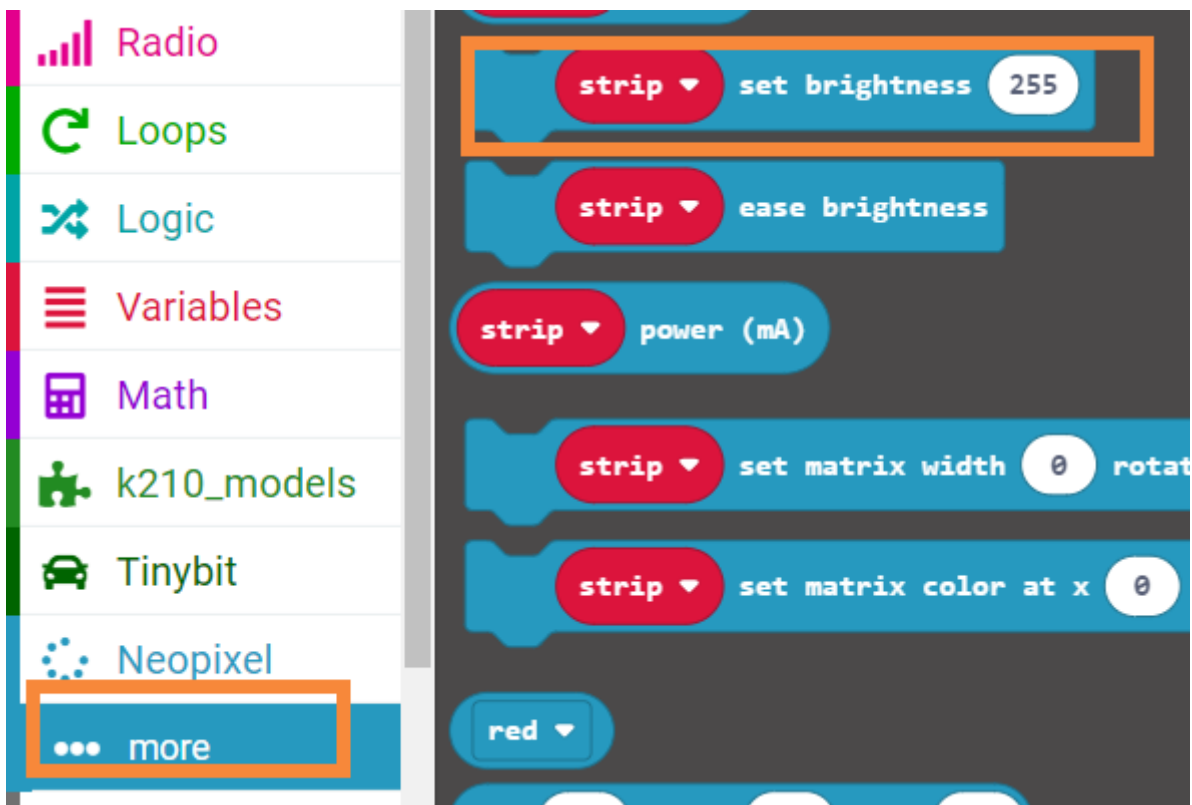 Radio
Loops
Logic
Variables
Math
k210_models
Tinybit
Neopixel
more
strip set brightness 255
strip ease brightness
strip power (mA)
strip set matrix width 0 rotat
strip set matrix color at x 0
red